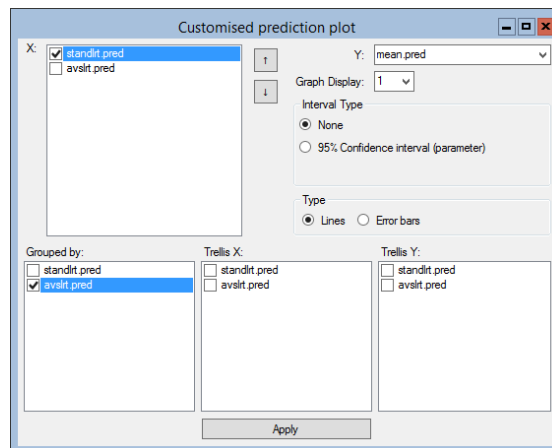 Customised prediction plot
X:
standlrt.pred
avslrt.pred
↑
↓
Y: mean.pred
Graph Display: 1
Interval Type
None
95% Confidence interval (parameter)
Type
Lines Error bars
Grouped by: Trellis X: Trellis Y:
standlrt.pred standlrt.pred standlrt.pred
avslrt.pred avslrt.pred avslrt.pred
Apply